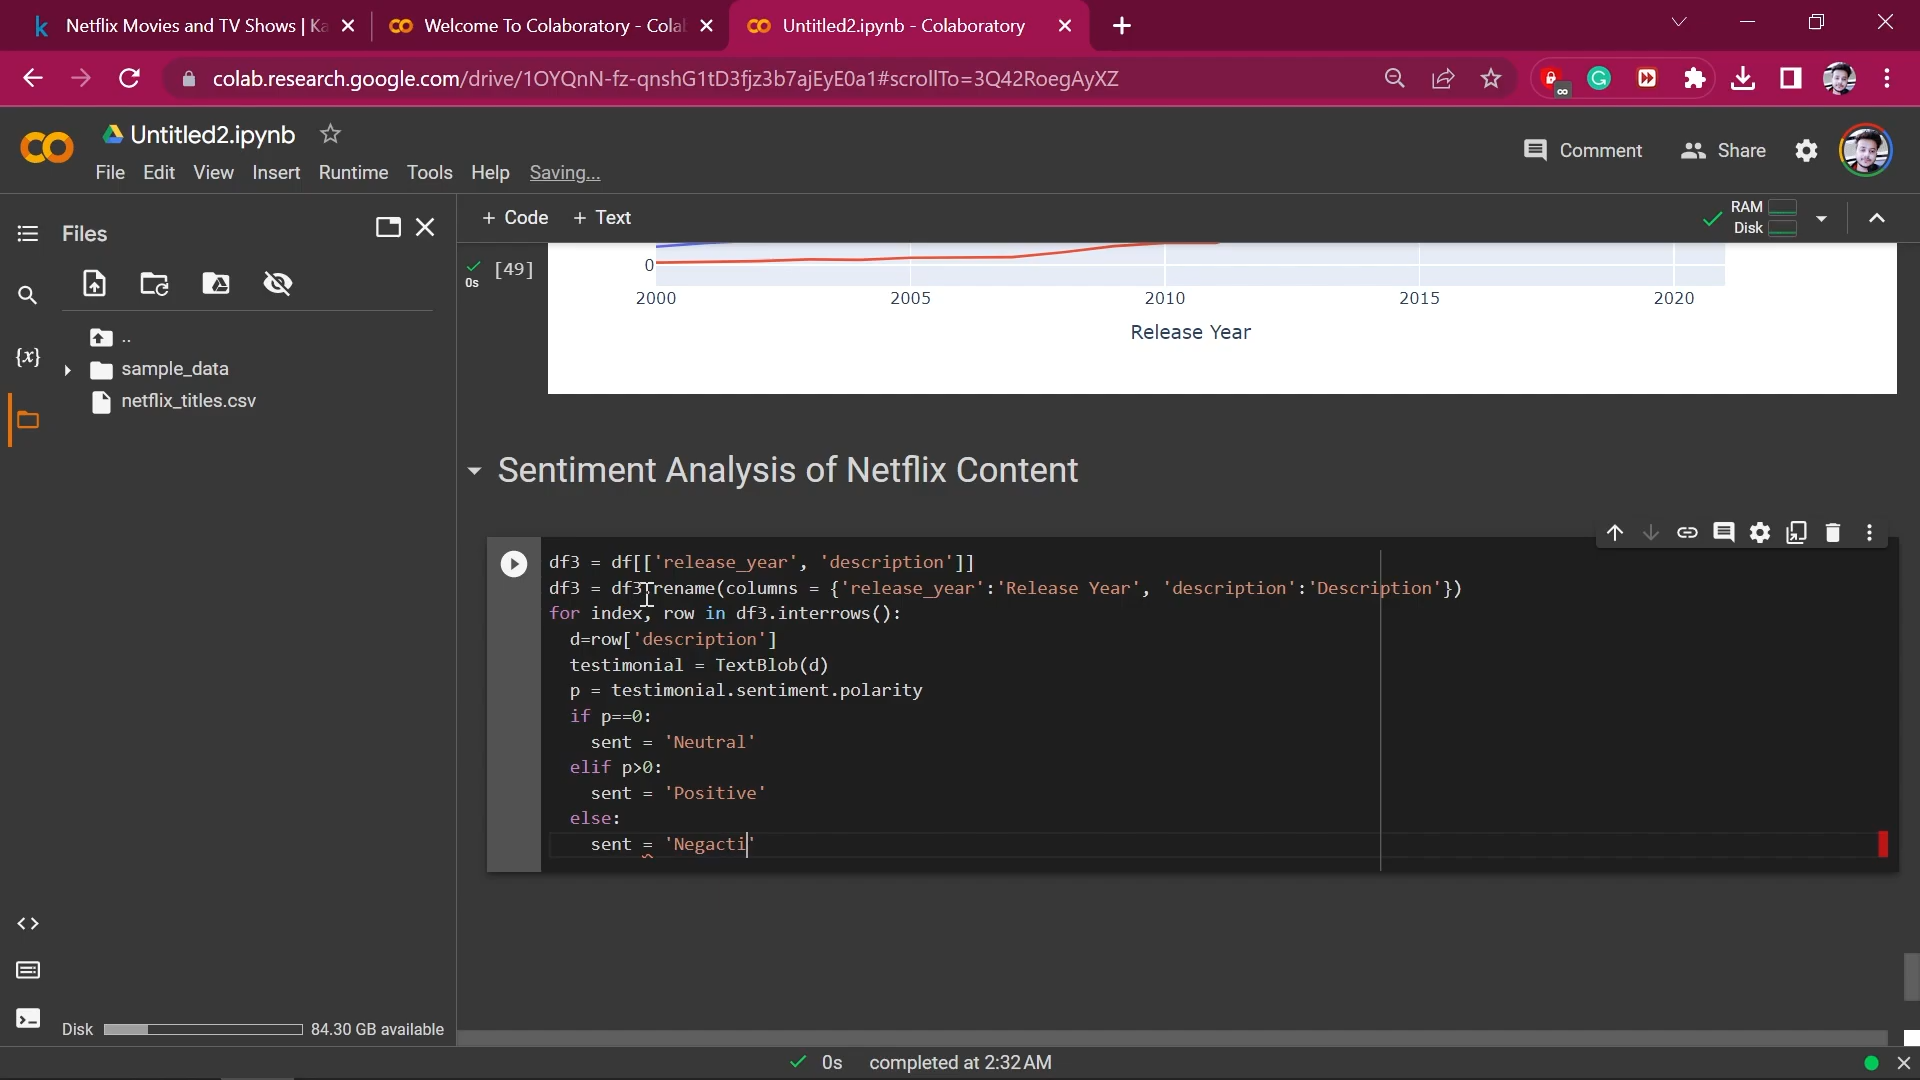 Netflix Movies and TV Shows | Ka
Welcome To Colaboratory - Colab
Untitled2.ipynb - Colaboratory
colab.research.google.com/drive/1OYQnN-fz-qnshG1tD3fjz3b7ajEyE0a1#scrollTo=3Q42RoegAyXZ
Untitled2.ipynb
File Edit View Insert Runtime Tools Help Saving...
Comment
Share
Files
+ Code + Text
RAM
Disk
..
sample_data
netflix_titles.csv
0s
[49]
0
2000 2005 2010 2015 2020
Release Year
Sentiment Analysis of Netflix Content
df3 = df[['release_year', 'description']]
df3 = df3.rename(columns = {'release_year':'Release Year', 'description':'Description'})
for index, row in df3.interrows():
d=row['description']
testimonial = TextBlob(d)
p = testimonial.sentiment.polarity
if p==0:
sent = 'Neutral'
elif p>0:
sent = 'Positive'
else:
sent = 'Negacti'
Disk 84.30 GB available
0s completed at 2:32 AM